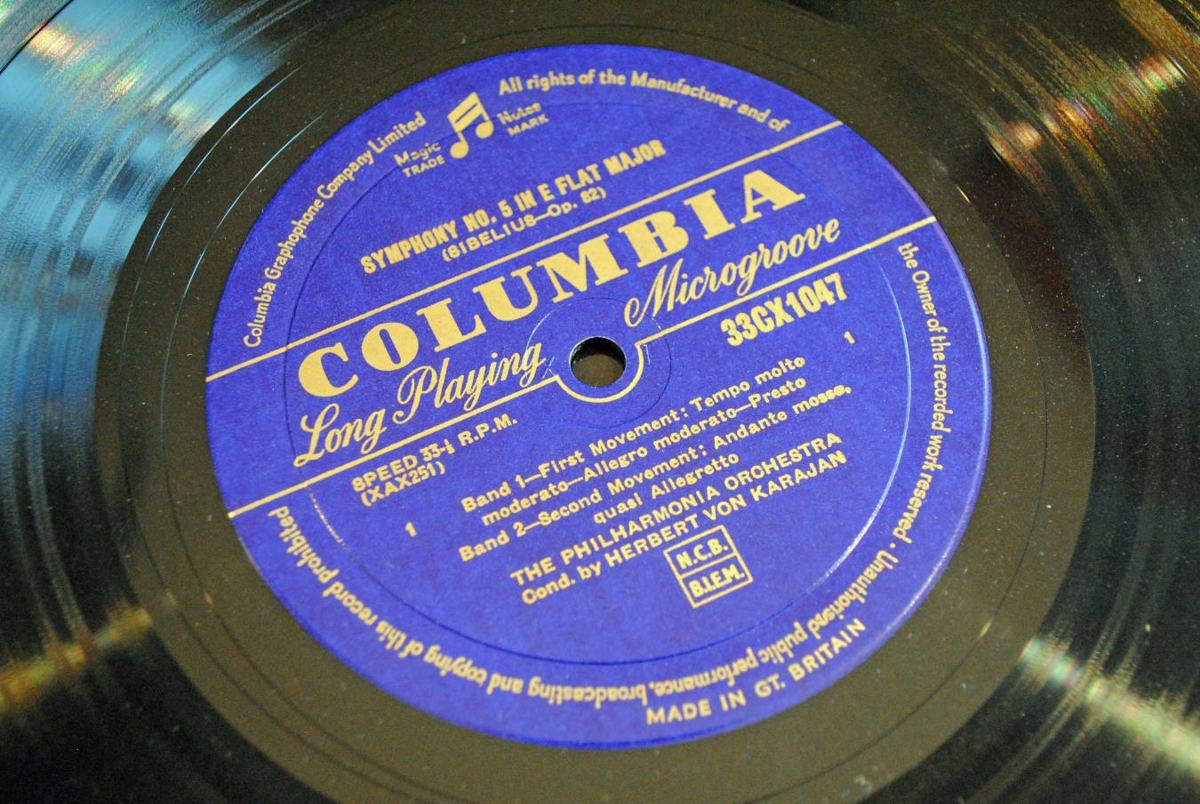 Columbia Graphophone Company Limited
All rights of the Manufacturer and of
the Owner of the recorded work reserved · Unauthorised public performance, broadcasting and copying of this record prohibited
Magic Notes
TRADE MARK
SYMPHONY NO. 5 IN E FLAT MAJOR
(SIBELIUS—Op. 82)
COLUMBIA
Long Playing Microgroove
SPEED 33-⅓ R.P.M.
(XAX251)
33CX1047
1 1
Band 1—First Movement: Tempo molto
moderato—Allegro moderato—Presto
Band 2—Second Movement: Andante mosso,
quasi Allegretto
THE PHILHARMONIA ORCHESTRA
Cond. by HERBERT VON KARAJAN
N.C.B.
B.I.E.M.
MADE IN GT. BRITAIN